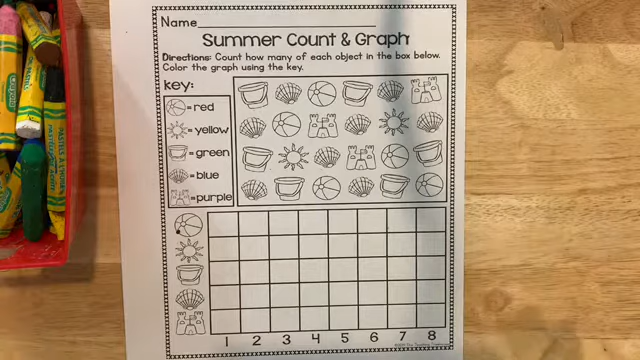 Name
Summer Count & Graph
Directions: Count how many of each object in the box below.
Color the graph using the key.
key:
= red
= yellow
= green
= blue
= purple
1 2 3 4 5 6 7 8